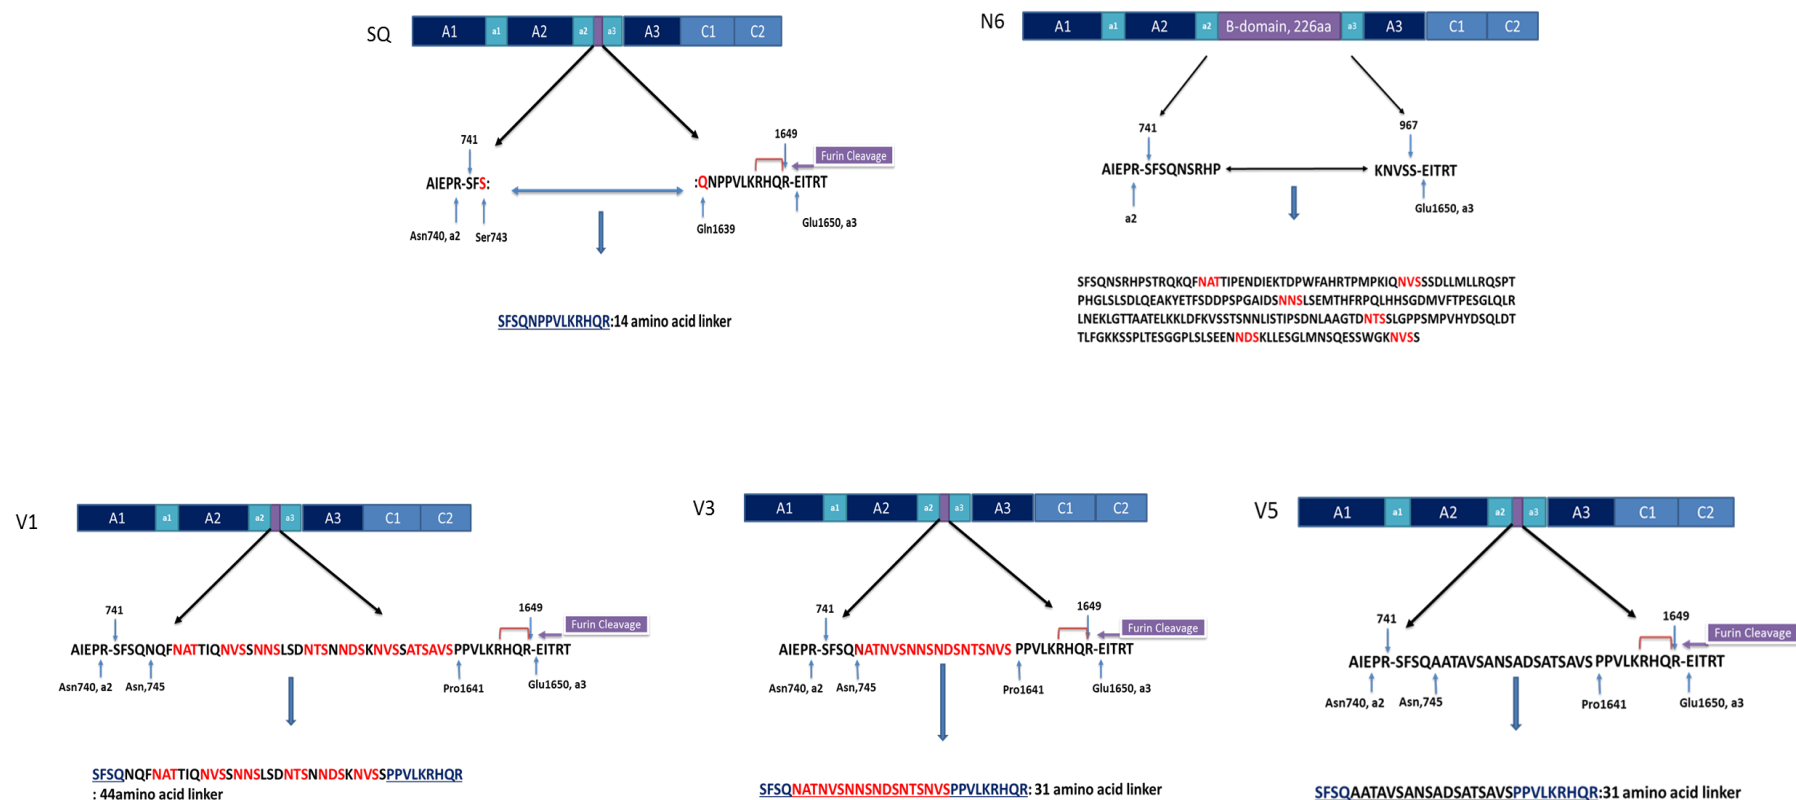 SQ
A1 a1 A2 a2 a3 A3 C1 C2
741
1649
Furin Cleavage
AIEPR-SFS:
:QNPPVLKRHQR-EITRT
Asn740, a2
Ser743
Gln1639
Glu1650, a3
SFSQNPPVLKRHQR:14 amino acid linker
N6
A1 a1 A2 a2 B-domain, 226aa a3 A3 C1 C2
741
967
AIEPR-SFSQNSRHP
KNVSS-EITRT
a2
Glu1650, a3
SFSQNSRHPSTRQKQFNATTIPENDIEKTDPWFAHRTPMPKIQNVSSSDLLMLLRQSPT
PHGLSLSDLQEAKYETFSDDPSPGAIDSNNSLSEMTHFRPQLHHSGDMVFTPESGLQLR
LNEKLGTTAATELKKLDFKVSSTSNNLISTIPSDNLAAGTDNTSSLGPPSMPVHYDSQLDT
TLFGKKSSPLTESGGPLSLSEENNDSKLLESGLMNSQESSWGKNVSS
V1
A1 a1 A2 a2 a3 A3 C1 C2
741
1649
Furin Cleavage
AIEPR-SFSQNQFNATTIQNVSSNNSLSDNTSNNDSKNVSSATSAVSPPVLKRHQR-EITRT
Asn740, a2
Asn,745
Pro1641
Glu1650, a3
SFSQNQFNATTIQNVSSNNSLSDNTSNNDSKNVSSPPVLKRHQR
: 44amino acid linker
V3
A1 a1 A2 a2 a3 A3 C1 C2
741
1649
Furin Cleavage
AIEPR-SFSQNATNVSNNSNDSNTSNVS PPVLKRHQR-EITRT
Asn740, a2
Asn,745
Pro1641
Glu1650, a3
SFSQNATNVSNNSNDSNTSNVSPPVLKRHQR: 31 amino acid linker
V5
A1 a1 A2 a2 a3 A3 C1 C2
741
1649
Furin Cleavage
AIEPR-SFSQAATAVSANSADSATSAVS PPVLKRHQR-EITRT
Asn740, a2
Asn,745
Pro1641
Glu1650, a3
SFSQAATAVSANSADSATSAVSPPVLKRHQR:31 amino acid linker